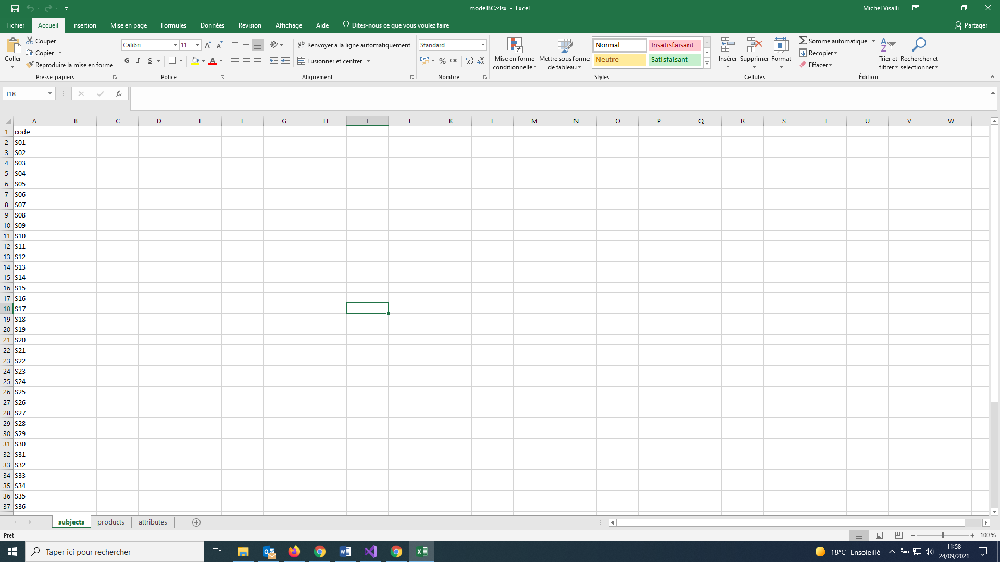 modelBC.xlsx - Excel
Michel Visalli
Fichier Accueil Insertion Mise en page Formules Données Révision Affichage Aide Dites-nous ce que vous voulez faire Partager
Coller
Couper
Copier
Reproduire la mise en forme
Presse-papiers
Calibri 11
G I S
Police
Renvoyer à la ligne automatiquement
Fusionner et centrer
Alignement
Standard
% 000
Nombre
Mise en forme conditionnelle
Mettre sous forme de tableau
Normal Insatisfaisant
Neutre Satisfaisant
Styles
Insérer Supprimer Format
Cellules
Somme automatique
Recopier
Effacer
Trier et filtrer
Rechercher et sélectionner
Édition
I18
fx
A B C D E F G H I J K L M N O P Q R S T U V W
1 code
2 S01
3 S02
4 S03
5 S04
6 S05
7 S06
8 S07
9 S08
10 S09
11 S10
12 S11
13 S12
14 S13
15 S14
16 S15
17 S16
18 S17
19 S18
20 S19
21 S20
22 S21
23 S22
24 S23
25 S24
26 S25
27 S26
28 S27
29 S28
30 S29
31 S30
32 S31
33 S32
34 S33
35 S34
36 S35
37 S36
subjects products attributes
Prêt
100 %
Taper ici pour rechercher
18°C Ensoleillé
11:58
24/09/2021